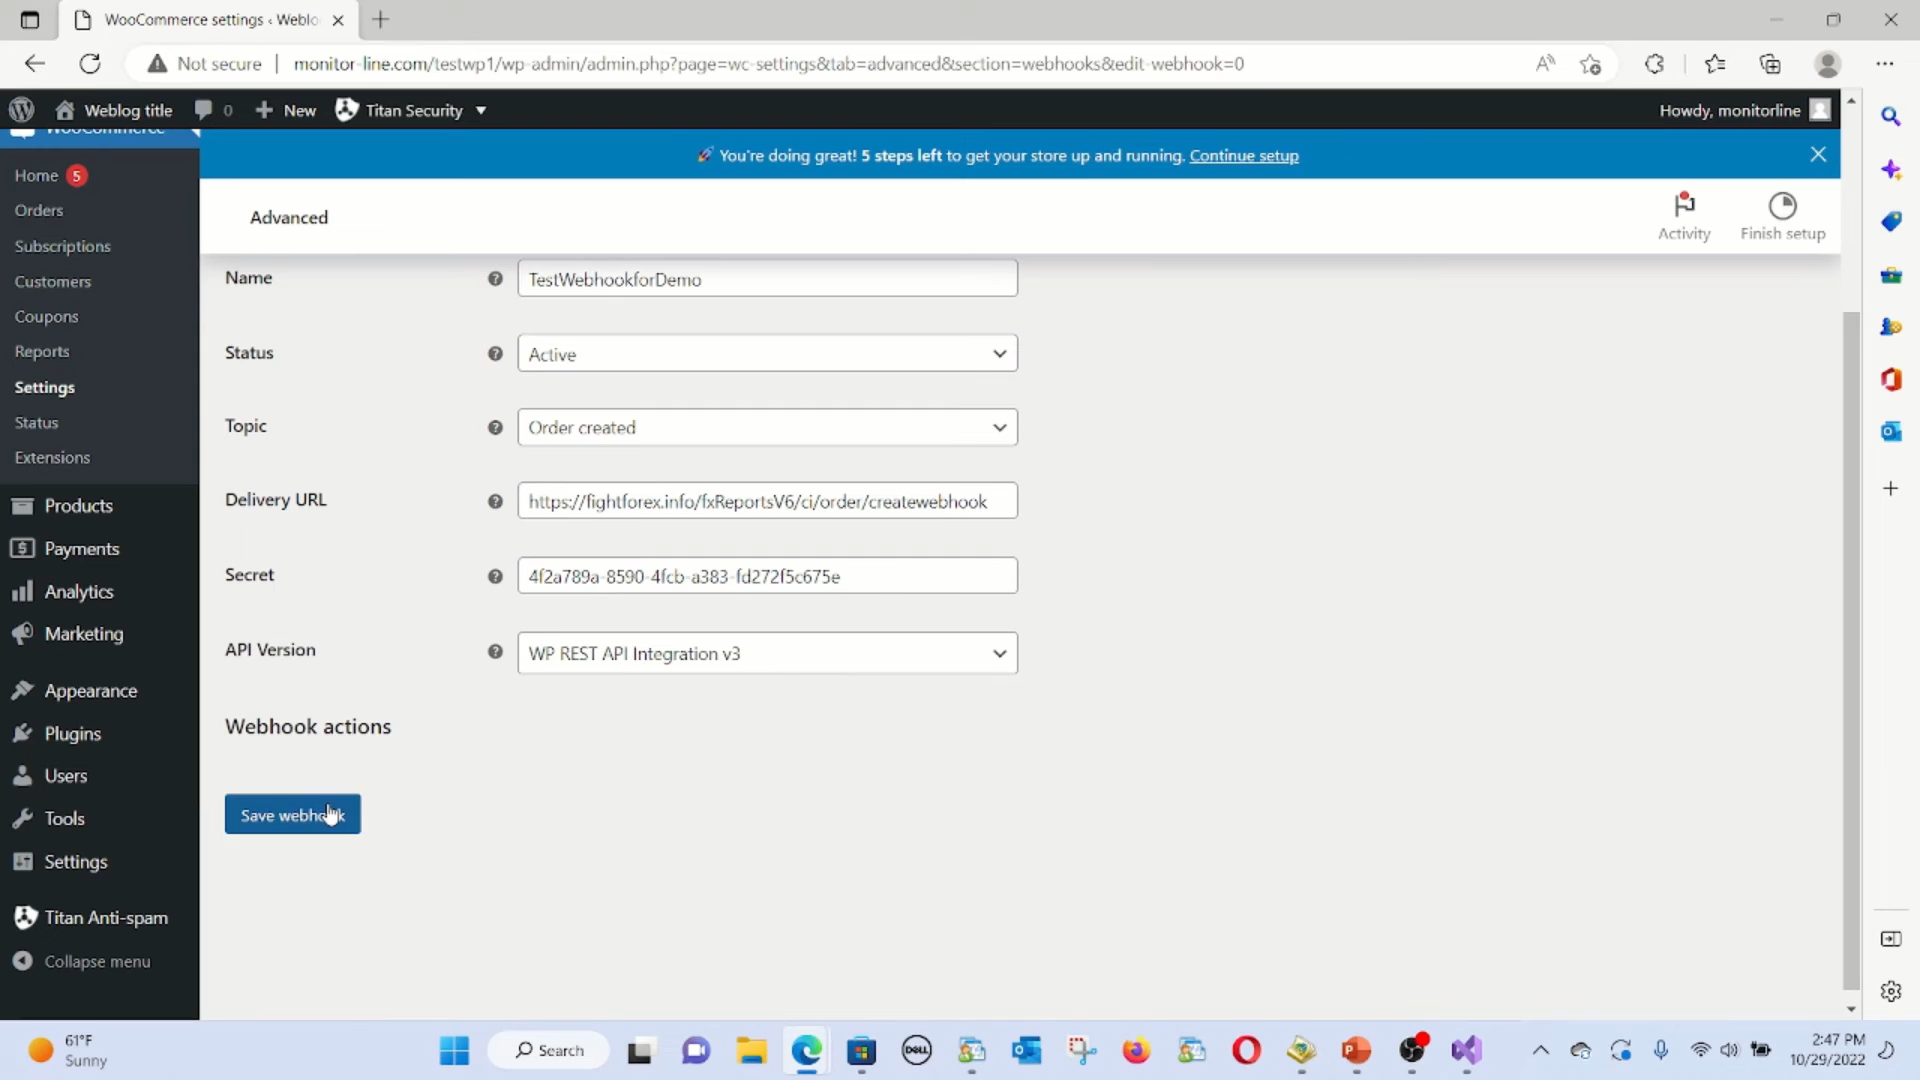 WooCommerce settings ‹ Weblo
Not secure
monitor-line.com/testwp1/wp-admin/admin.php?page=wc-settings&tab=advanced&section=webhooks&edit-webhook=0
Weblog title
0
New
Titan Security
Howdy, monitorline
WooCommerce
🚀 You're doing great! 5 steps left to get your store up and running. Continue setup
Home 5
Orders
Subscriptions
Customers
Coupons
Reports
Settings
Status
Extensions
Products
Payments
Analytics
Marketing
Appearance
Plugins
Users
Tools
Settings
Titan Anti-spam
Collapse menu
Advanced
Activity
Finish setup
Name
TestWebhookforDemo
Status
Active
Topic
Order created
Delivery URL
https://fightforex.info/fxReportsV6/ci/order/createwebhook
Secret
4f2a789a-8590-4fcb-a383-fd272f5c675e
API Version
WP REST API Integration v3
Webhook actions
Save webhook
61°F
Sunny
Search
DELL
2:47 PM
10/29/2022